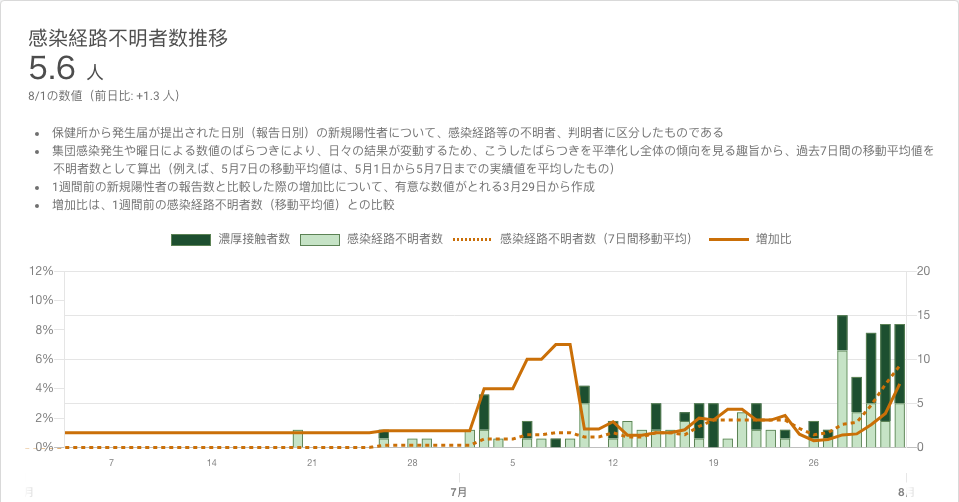 感染経路不明者数推移
5.6 人
8/1の数値（前日比: +1.3 人）
• 保健所から発生届が提出された日別（報告日別）の新規陽性者について、感染経路等の不明者、判明者に区分したものである
• 集団感染発生や曜日による数値のばらつきにより、日々の結果が変動するため、こうしたばらつきを平準化し全体の傾向を見る趣旨から、過去7日間の移動平均値を
不明者数として算出（例えば、5月7日の移動平均値は、5月1日から5月7日までの実績値を平均したもの）
• 1週間前の新規陽性者の報告数と比較した際の増加比について、有意な数値がとれる3月29日から作成
• 増加比は、1週間前の感染経路不明者数（移動平均値）との比較
濃厚接触者数 感染経路不明者数 感染経路不明者数（7日間移動平均） 増加比
12% 20
10%
15
8%
6% 10
4%
5
2%
0% 0
7 14 21 28 5 12 19 26
月 7月 8月